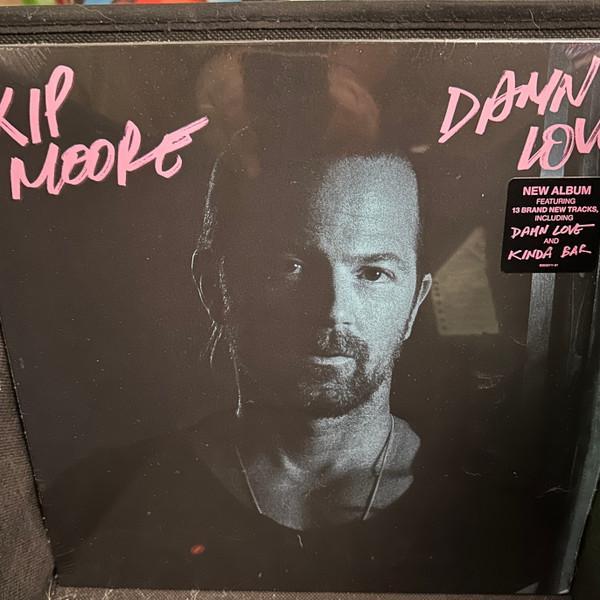 KIP
MOORE
DAMN
LOVE
NEW ALBUM
FEATURING
13 BRAND NEW TRACKS,
INCLUDING
DAMN LOVE
AND
KINDA BAR